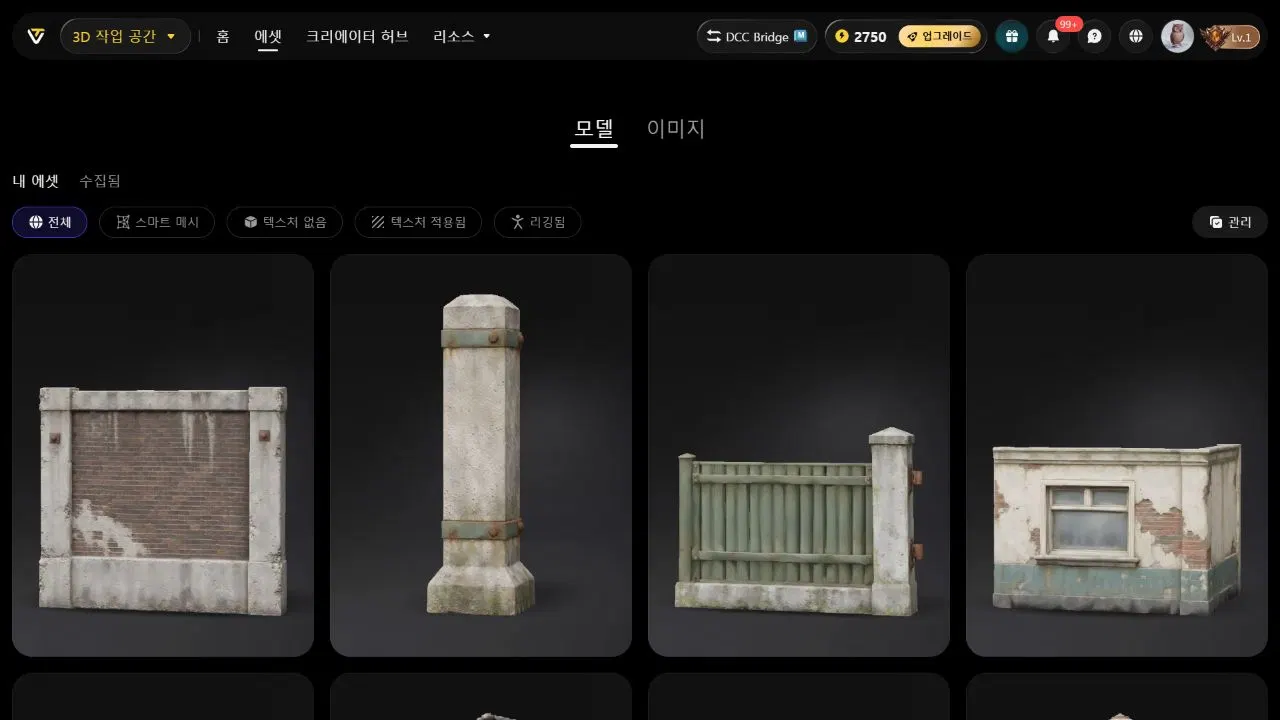 3D 작업 공간
홈
에셋
크리에이터 허브
리소스
DCC Bridge
M
2750
업그레이드
99+
Lv.1
모델
이미지
내 에셋
수집됨
전체
스마트 메시
텍스처 없음
텍스처 적용됨
리깅됨
관리